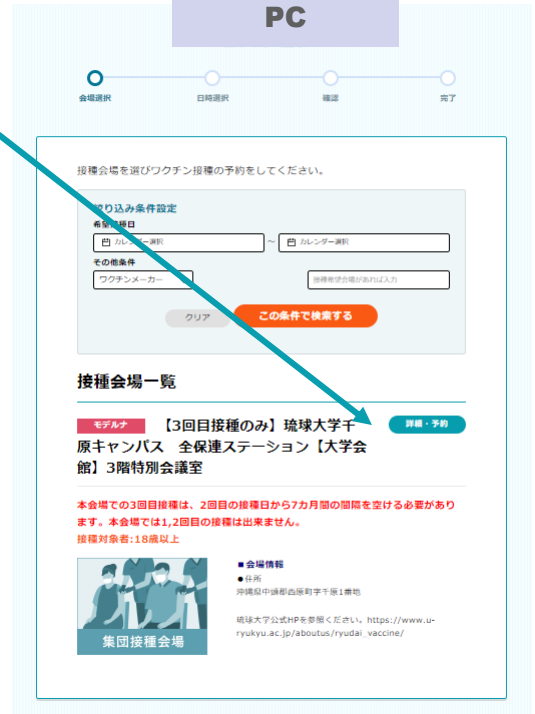 PC
会場選択 日時選択 確認 完了
接種会場を選びワクチン接種の予約をしてください。
絞り込み条件設定
希望接種日
カレンダー選択 ~ カレンダー選択
その他条件
ワクチンメーカー 接種希望会場があれば入力
クリア この条件で検索する
接種会場一覧
モデルナ 【3回目接種のみ】琉球大学千 詳細・予約
原キャンパス 全保連ステーション【大学会
館】3階特別会議室
本会場での3回目接種は、2回目の接種日から7カ月間の間隔を空ける必要があり
ます。本会場では1,2回目の接種は出来ません。
接種対象者:18歳以上
■会場情報
●住所
沖縄県中頭郡西原町字千原1番地
琉球大学公式HPを参照ください。https://www.u-
ryukyu.ac.jp/aboutus/ryudai_vaccine/
集団接種会場